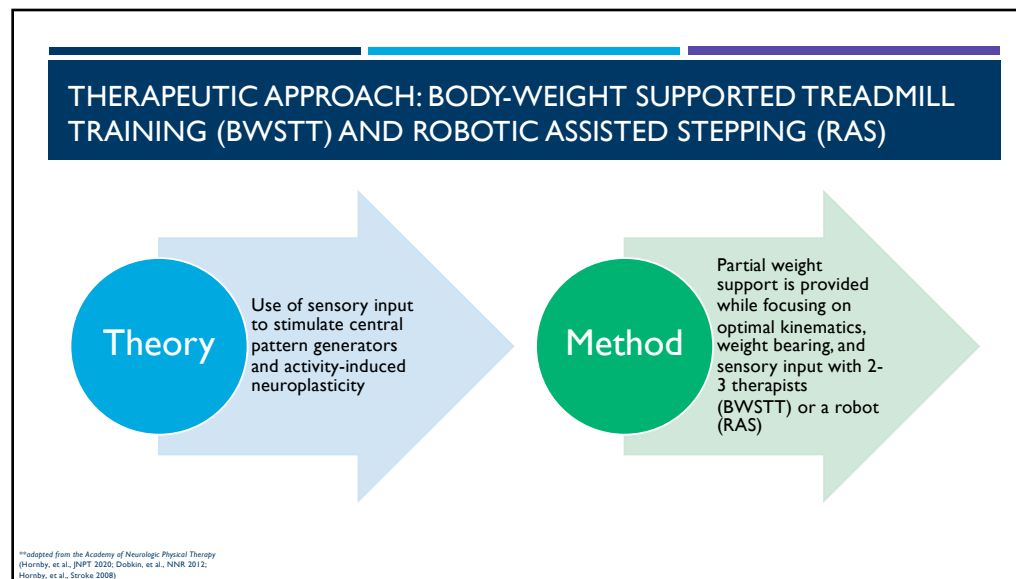 THERAPEUTIC APPROACH: BODY-WEIGHT SUPPORTED TREADMILL
TRAINING (BWSTT) AND ROBOTIC ASSISTED STEPPING (RAS)
Theory
Use of sensory input
to stimulate central
pattern generators
and activity-induced
neuroplasticity
Method
Partial weight
support is provided
while focusing on
optimal kinematics,
weight bearing, and
sensory input with 2-
3 therapists
(BWSTT) or a robot
(RAS)
**adapted from the Academy of Neurologic Physical Therapy
(Hornby, et al., JNPT 2020; Dobkin, et al., NNR 2012;
Hornby, et al., Stroke 2008)